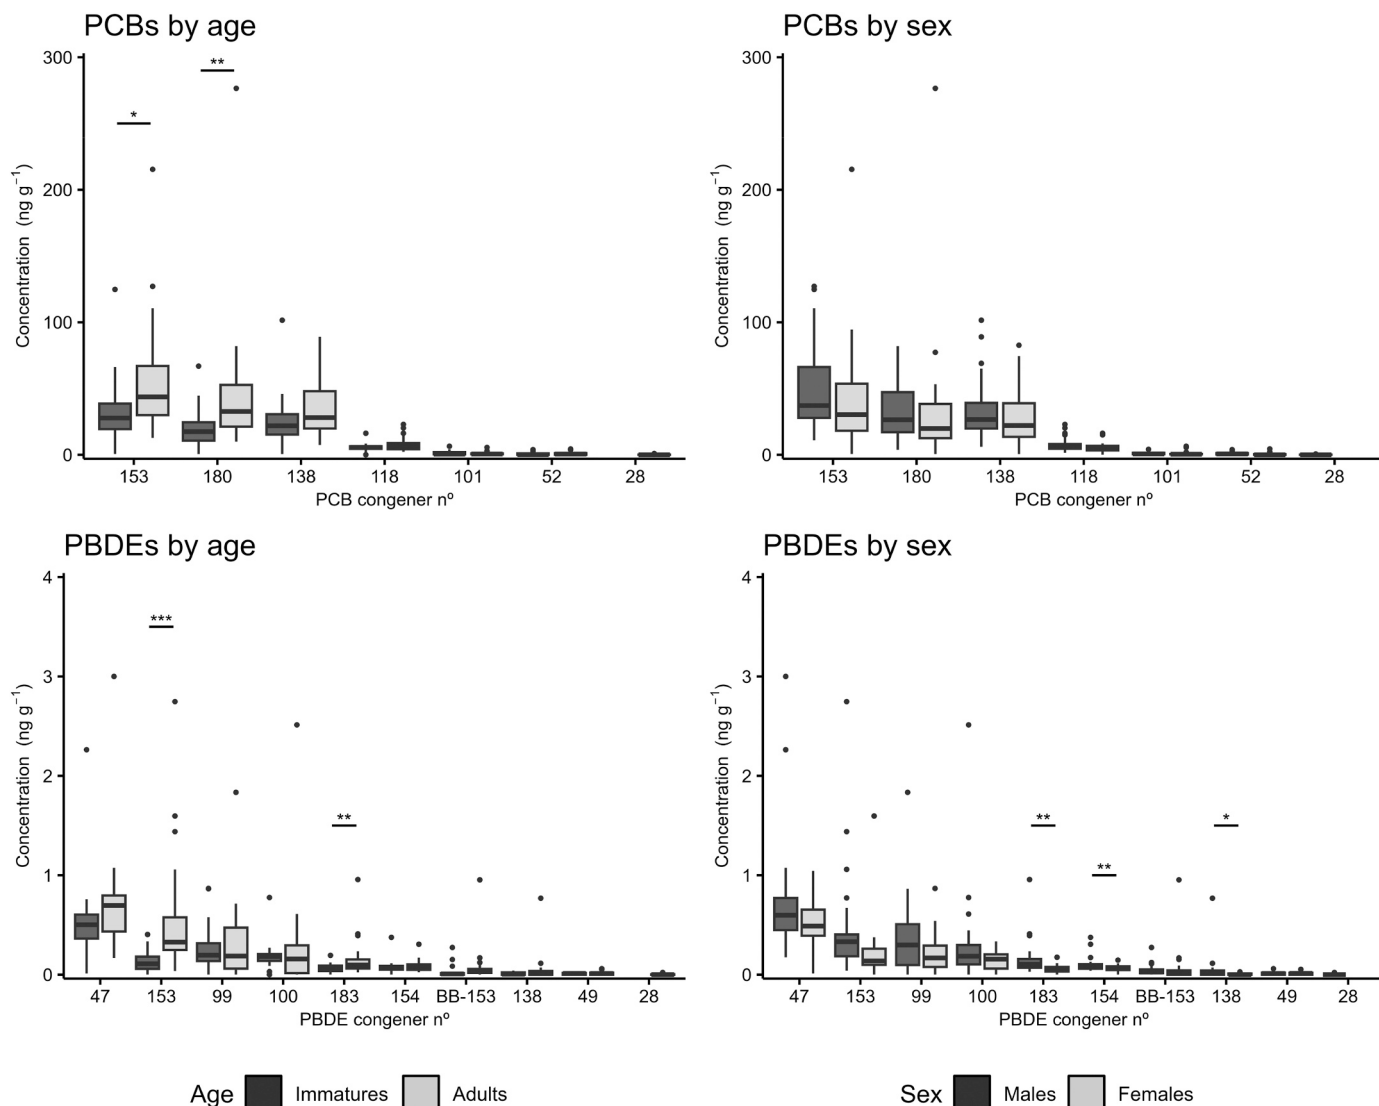 PCBs by age
300
200
100
0
Concentration (ng g⁻¹)
*
**
153 180 138 118 101 52 28
PCB congener nº
PCBs by sex
300
200
100
0
Concentration (ng g⁻¹)
153 180 138 118 101 52 28
PCB congener nº
PBDEs by age
4
3
2
1
0
Concentration (ng g⁻¹)
***
**
47 153 99 100 183 154 BB-153 138 49 28
PBDE congener nº
PBDEs by sex
4
3
2
1
0
Concentration (ng g⁻¹)
**
**
*
47 153 99 100 183 154 BB-153 138 49 28
PBDE congener nº
Age Immatures Adults
Sex Males Females